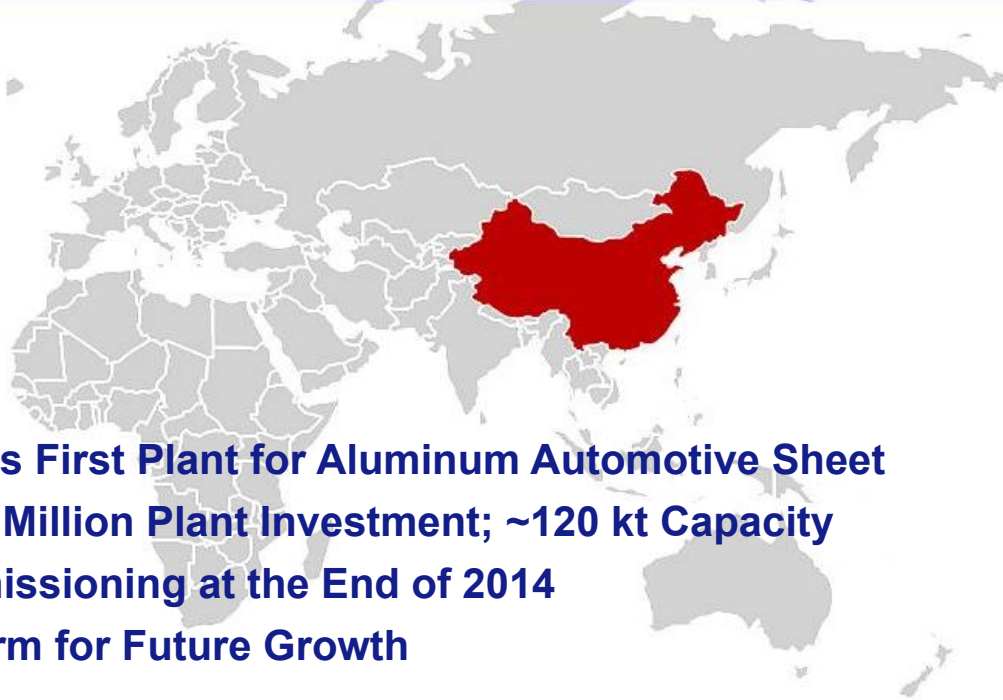 s First Plant for Aluminum Automotive Sheet
Million Plant Investment; ~120 kt Capacity
issioning at the End of 2014
rm for Future Growth